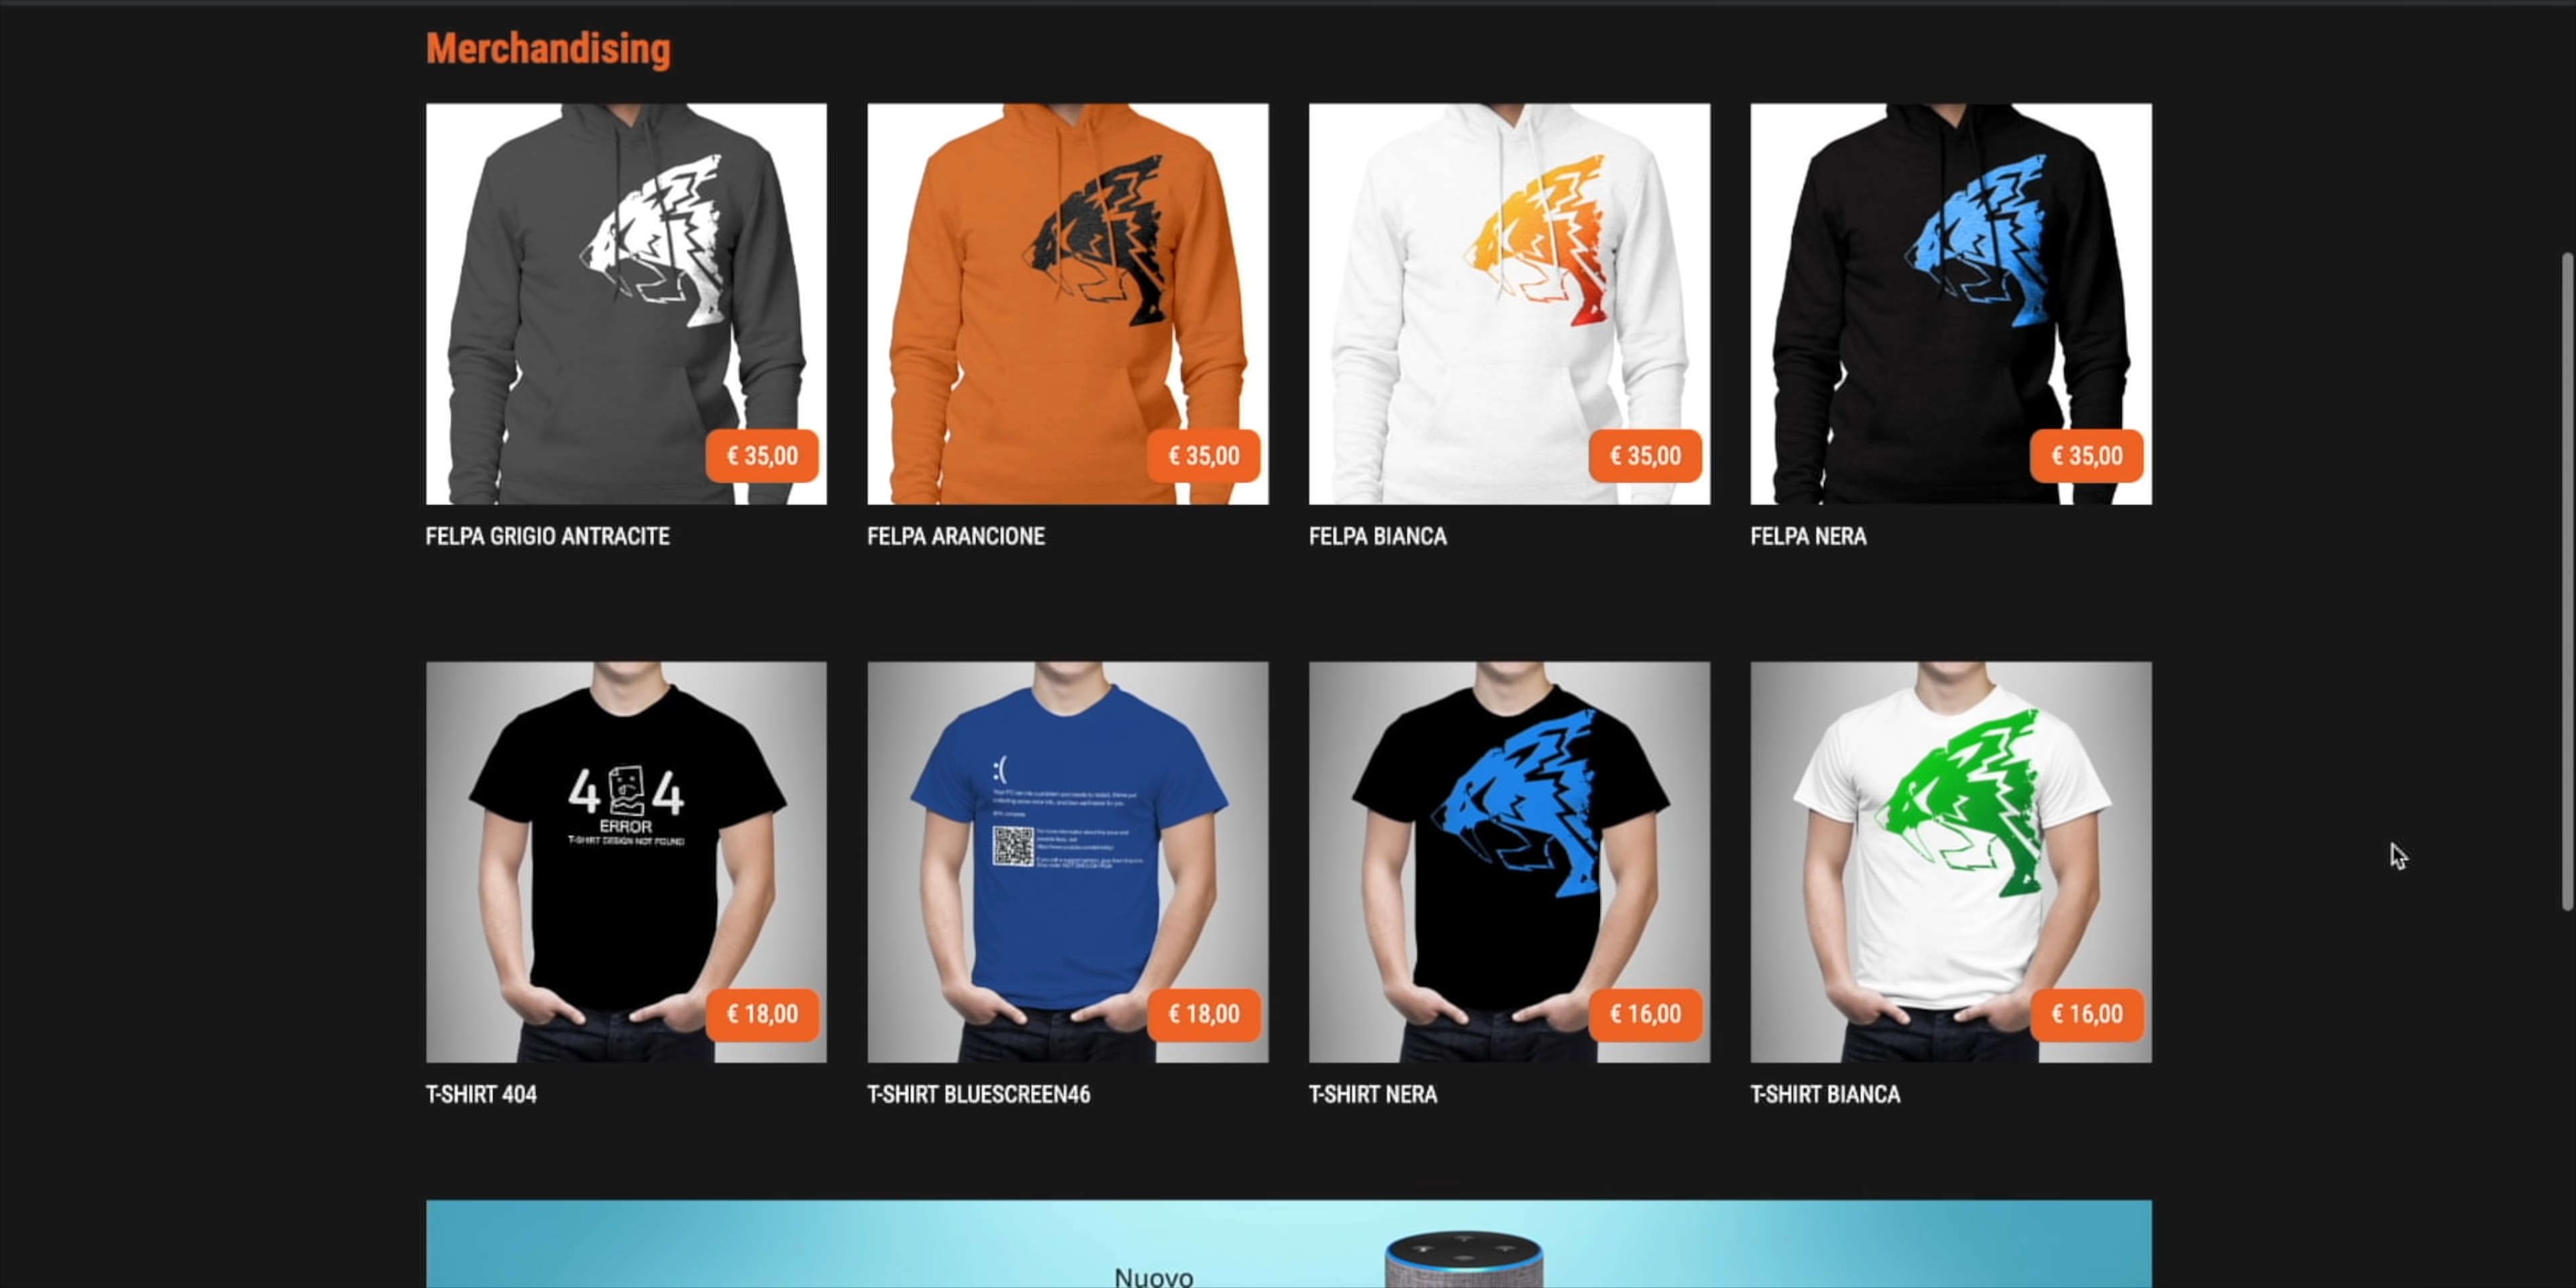 Merchandising
€ 35,00
€ 35,00
€ 35,00
€ 35,00
FELPA GRIGIO ANTRACITE
FELPA ARANCIONE
FELPA BIANCA
FELPA NERA
4 4
ERROR
T-SHIRT DESIGN NOT FOUND
:(
€ 18,00
€ 18,00
€ 16,00
€ 16,00
T-SHIRT 404
T-SHIRT BLUESCREEN46
T-SHIRT NERA
T-SHIRT BIANCA
Nuovo